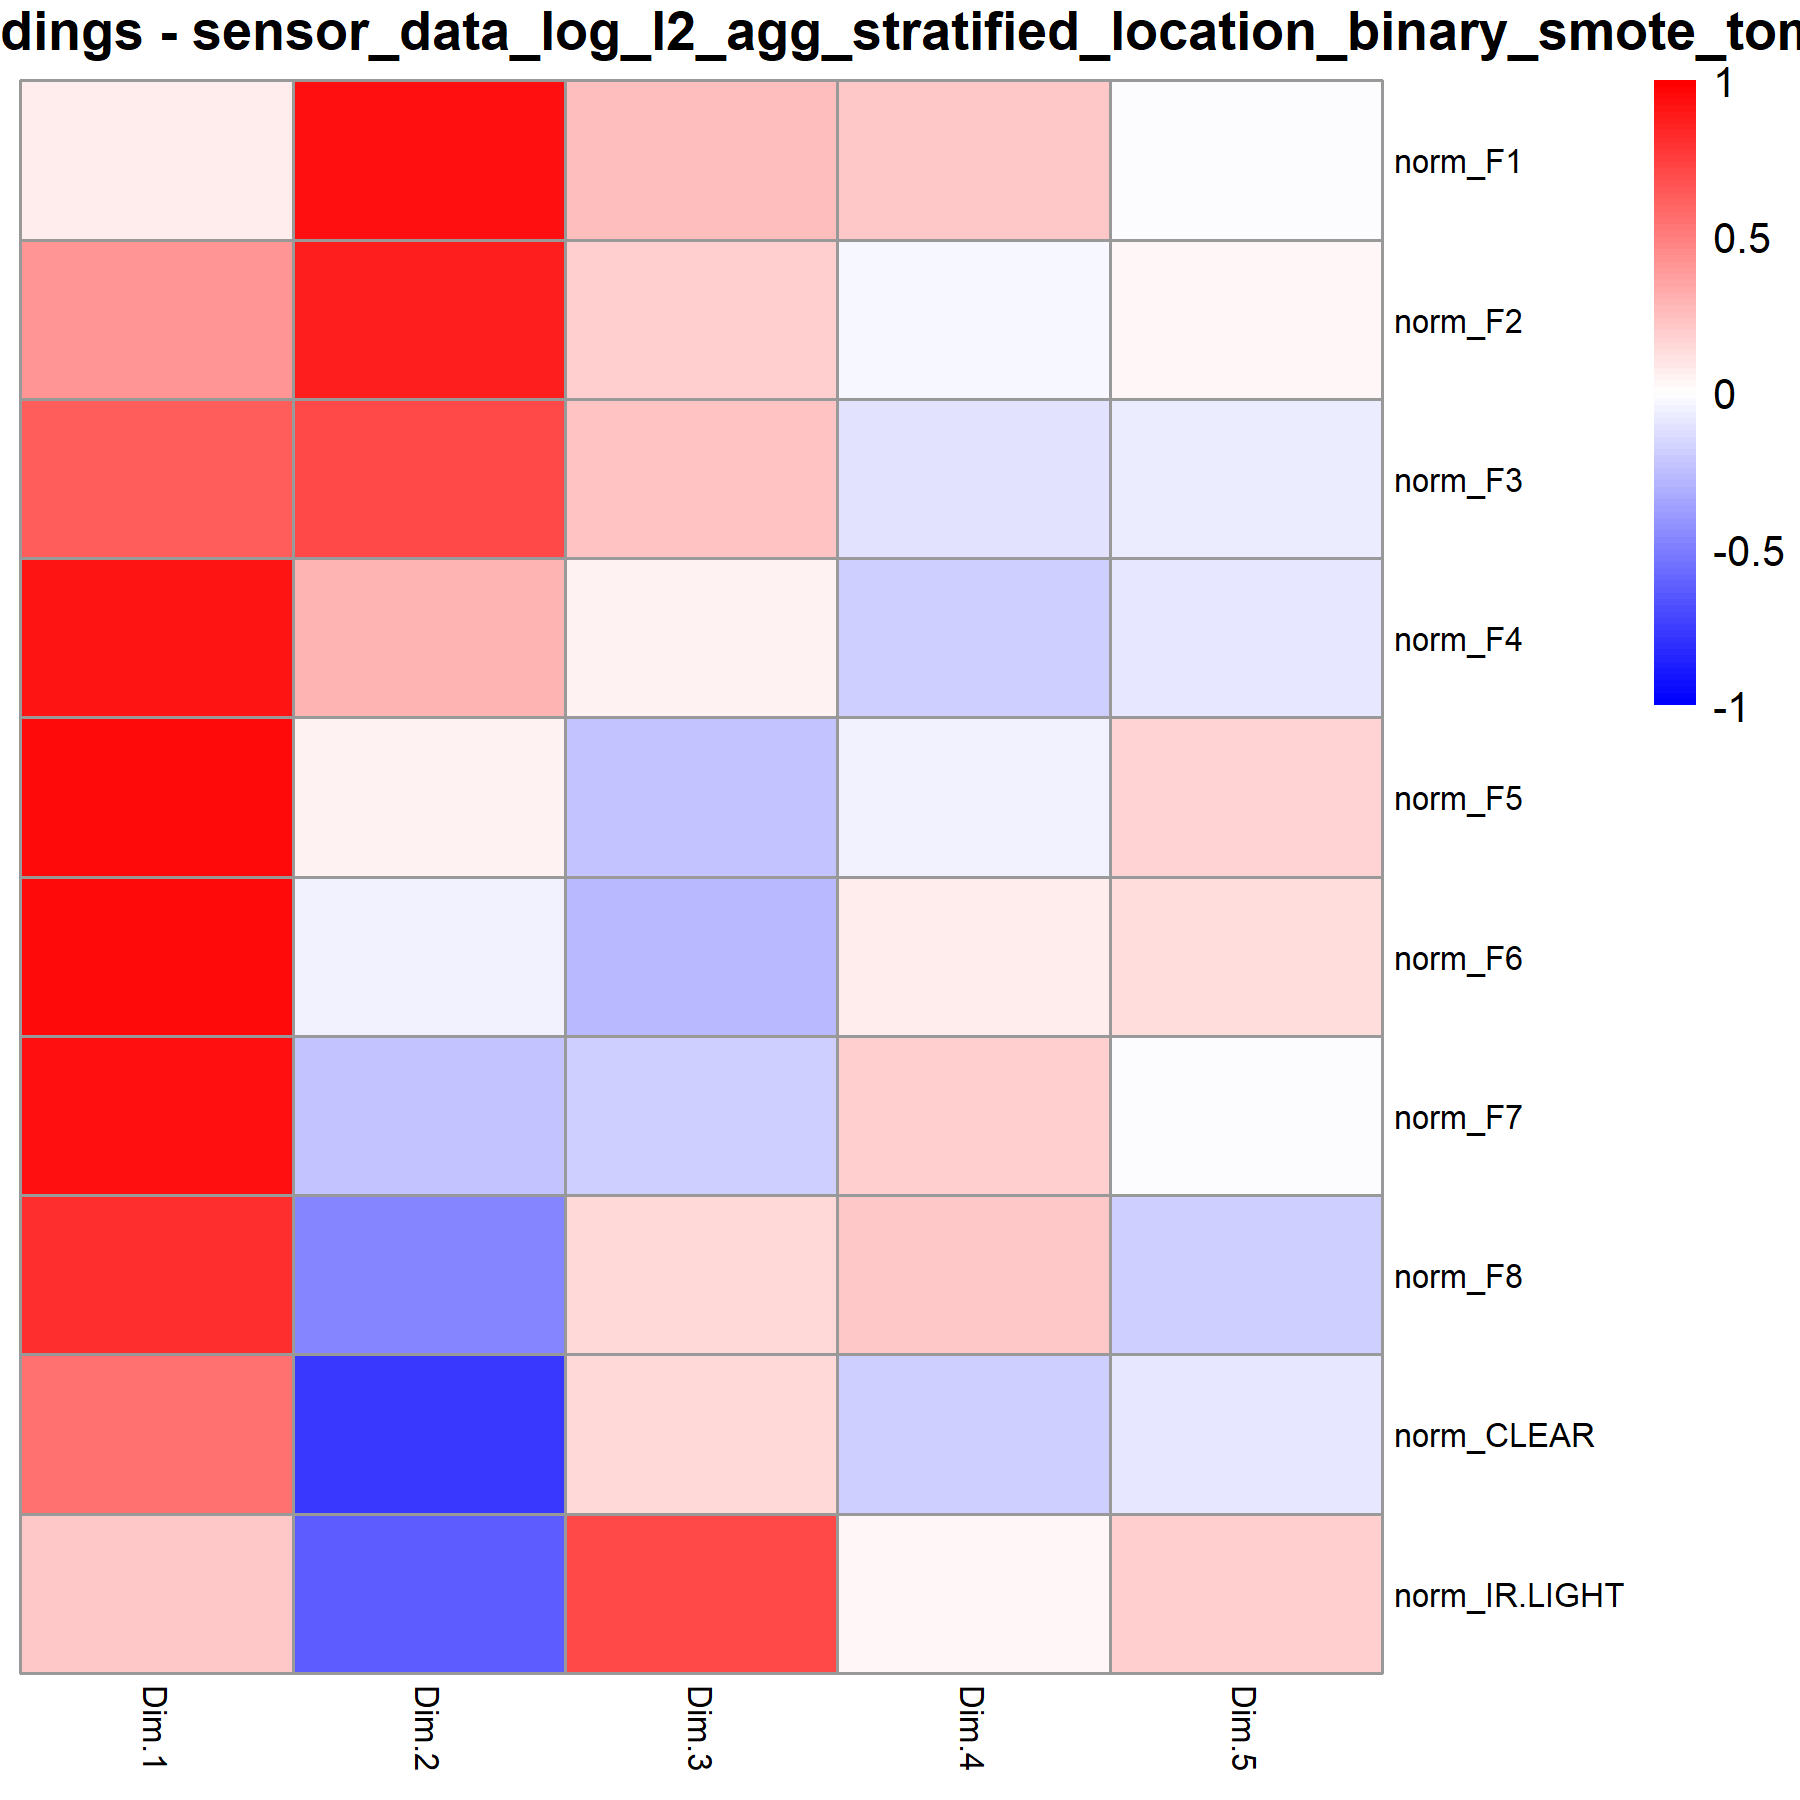 dings - sensor_data_log_l2_agg_stratified_location_binary_smote_ton
1
0.5
0
-0.5
-1
norm_F1
norm_F2
norm_F3
norm_F4
norm_F5
norm_F6
norm_F7
norm_F8
norm_CLEAR
norm_IR.LIGHT
Dim.1
Dim.2
Dim.3
Dim.4
Dim.5